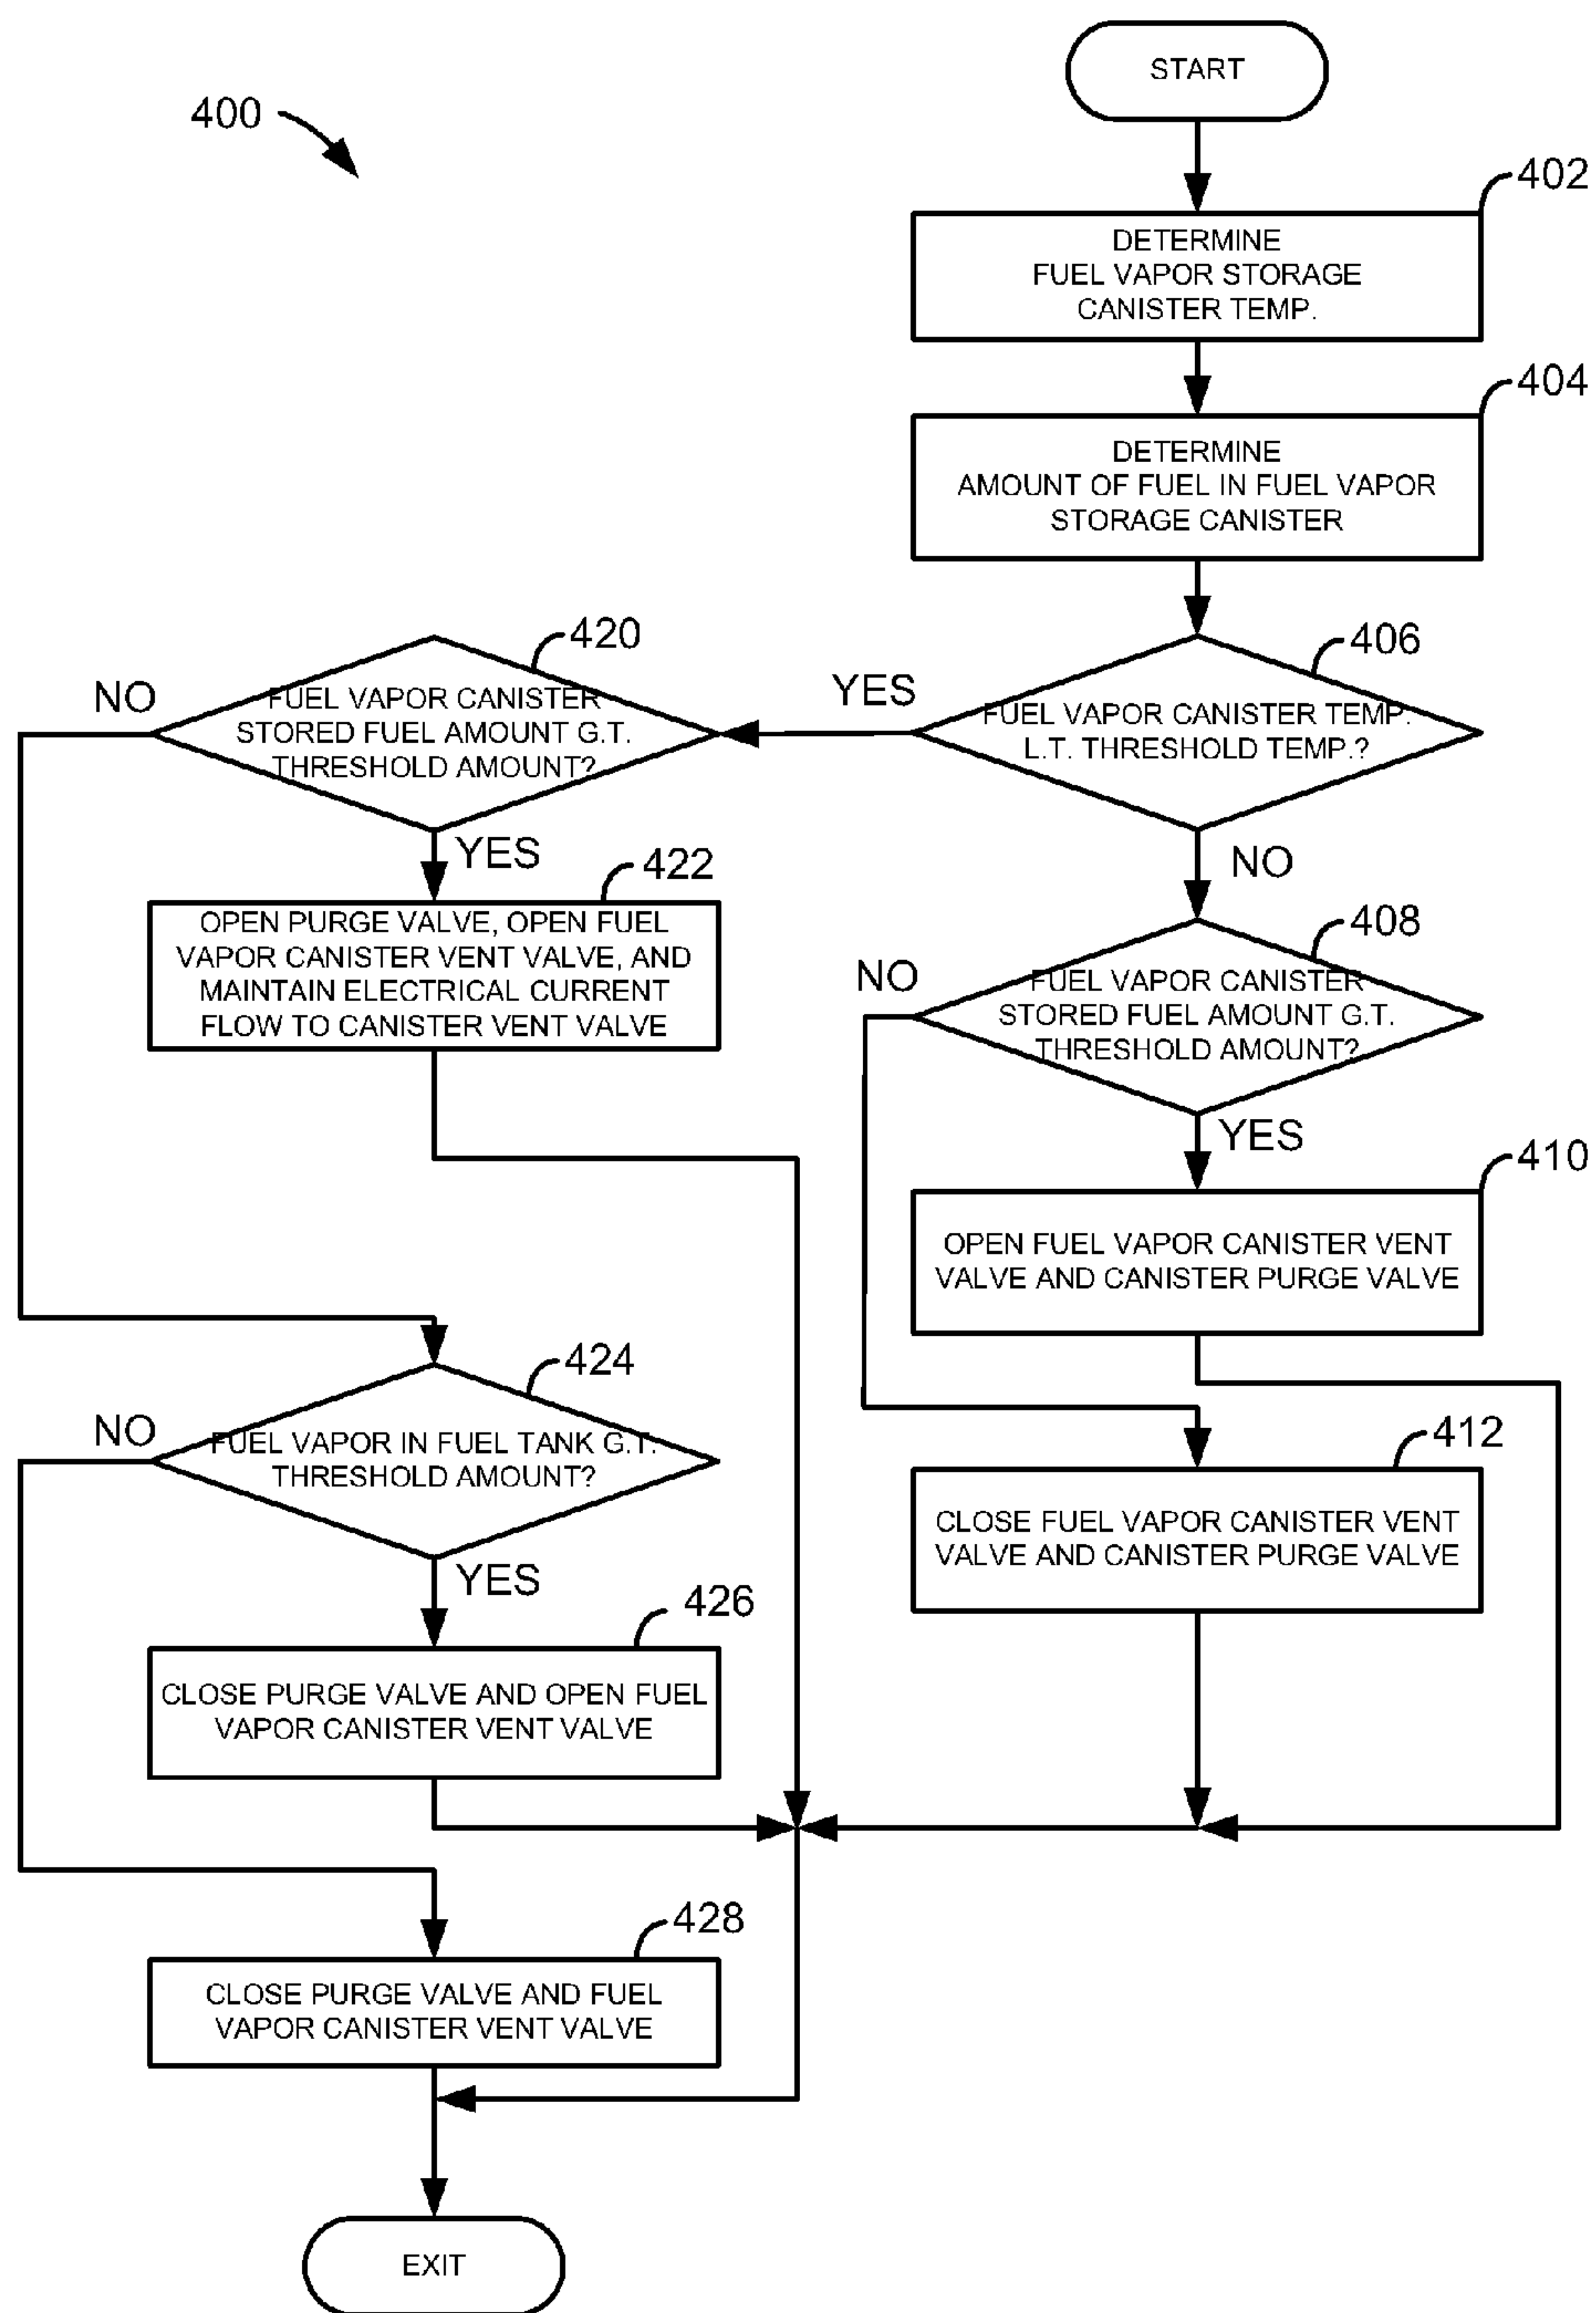 START
400
402
DETERMINE
FUEL VAPOR STORAGE
CANISTER TEMP.
404
DETERMINE
AMOUNT OF FUEL IN FUEL VAPOR
STORAGE CANISTER
406
FUEL VAPOR CANISTER TEMP.
L.T. THRESHOLD TEMP.?
YES
NO
420
FUEL VAPOR CANISTER
STORED FUEL AMOUNT G.T.
THRESHOLD AMOUNT?
NO
YES
422
OPEN PURGE VALVE, OPEN FUEL
VAPOR CANISTER VENT VALVE, AND
MAINTAIN ELECTRICAL CURRENT
FLOW TO CANISTER VENT VALVE
408
FUEL VAPOR CANISTER
STORED FUEL AMOUNT G.T.
THRESHOLD AMOUNT?
NO
YES
410
OPEN FUEL VAPOR CANISTER VENT
VALVE AND CANISTER PURGE VALVE
412
CLOSE FUEL VAPOR CANISTER VENT
VALVE AND CANISTER PURGE VALVE
424
FUEL VAPOR IN FUEL TANK G.T.
THRESHOLD AMOUNT?
NO
YES
426
CLOSE PURGE VALVE AND OPEN FUEL
VAPOR CANISTER VENT VALVE
428
CLOSE PURGE VALVE AND FUEL
VAPOR CANISTER VENT VALVE
EXIT